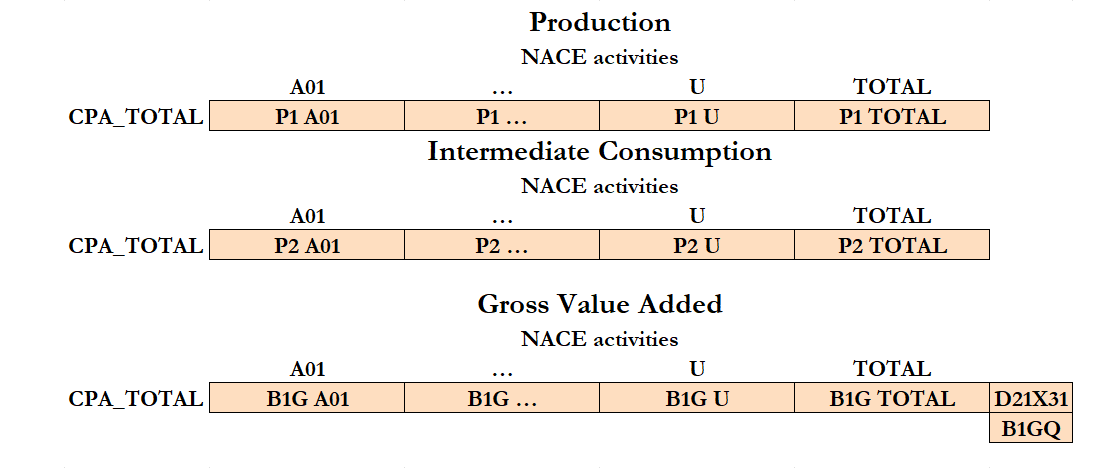 Production
NACE activities
A01 … U TOTAL
CPA_TOTAL P1 A01 P1 … P1 U P1 TOTAL
Intermediate Consumption
NACE activities
A01 … U TOTAL
CPA_TOTAL P2 A01 P2 … P2 U P2 TOTAL
Gross Value Added
NACE activities
A01 … U TOTAL
CPA_TOTAL B1G A01 B1G … B1G U B1G TOTAL D21X31
B1GQ